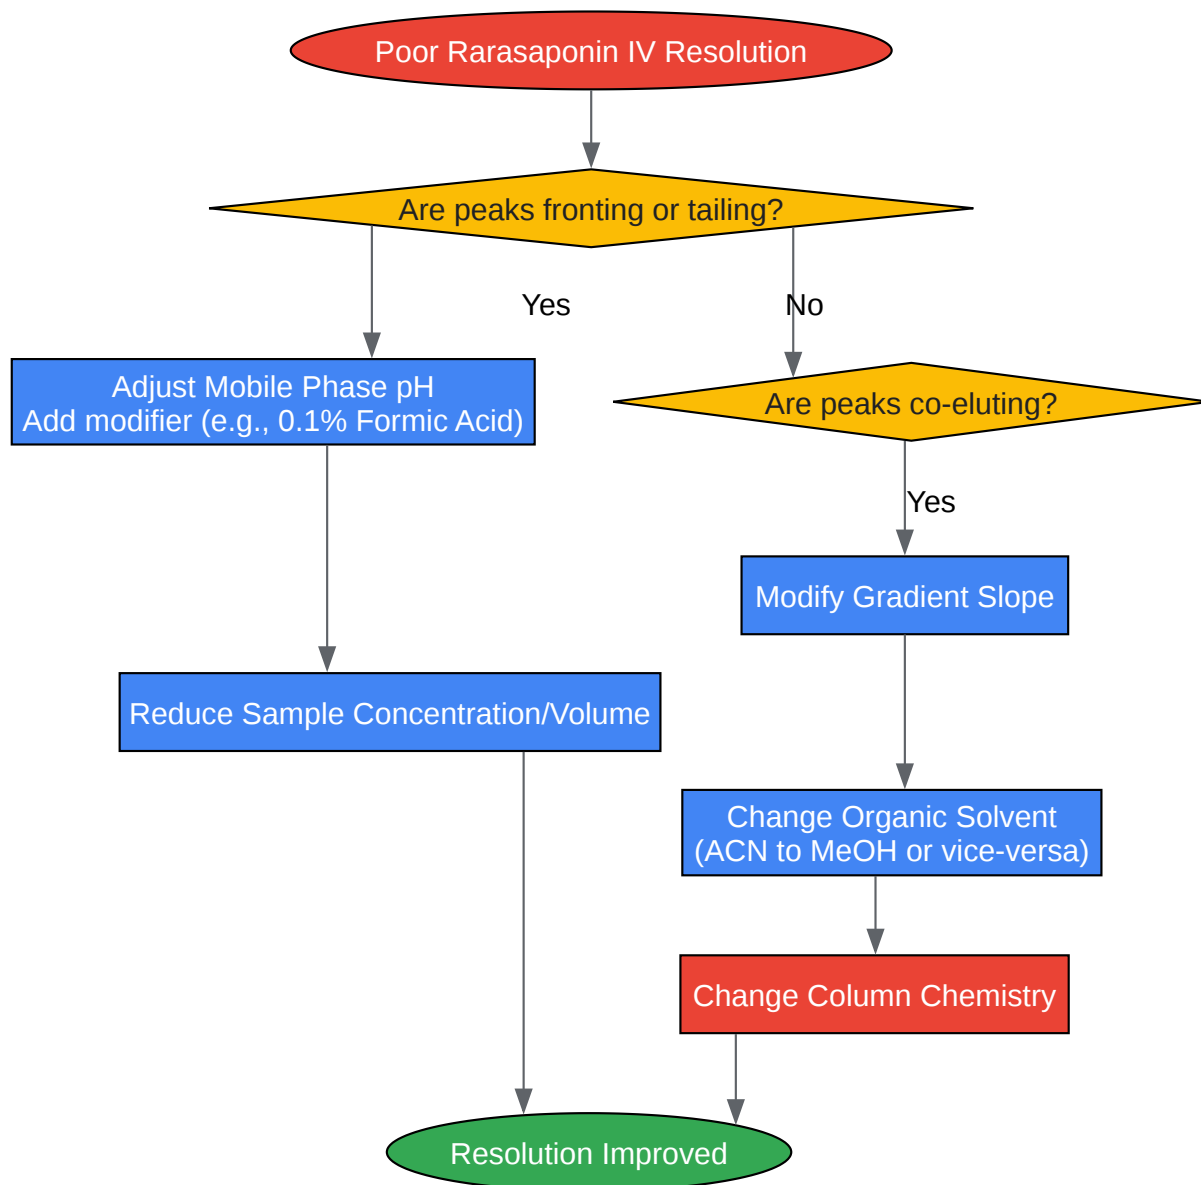 Poor Rarasaponin IV Resolution
Are peaks fronting or tailing?
Yes
No
Adjust Mobile Phase pH
Add modifier (e.g., 0.1% Formic Acid)
Are peaks co-eluting?
Yes
Modify Gradient Slope
Reduce Sample Concentration/Volume
Change Organic Solvent
(ACN to MeOH or vice-versa)
Change Column Chemistry
Resolution Improved